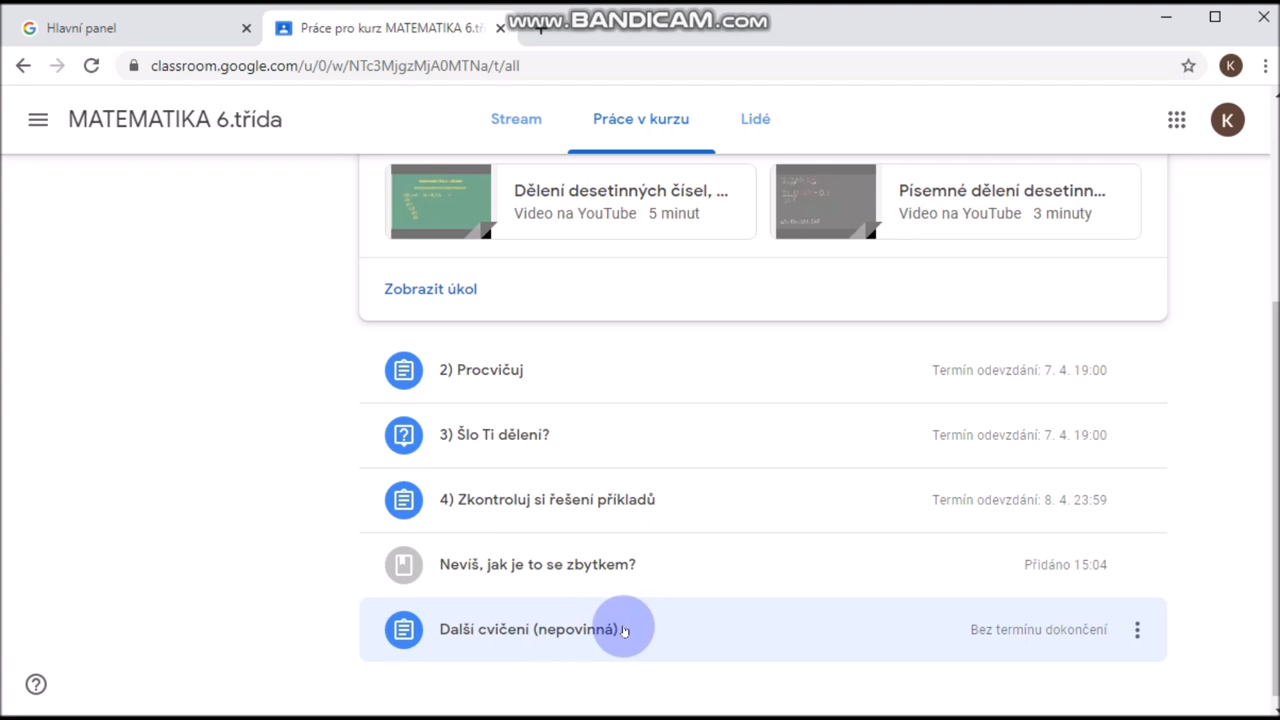 Hlavní panel
Práce pro kurz MATEMATIKA 6.tří
www.BANDICAM.com
classroom.google.com/u/0/w/NTc3MjgzMjA0MTNa/t/all
K
MATEMATIKA 6.třída
Stream
Práce v kurzu
Lidé
K
Dělení desetinných čísel, ...
Video na YouTube 5 minut
Písemné dělení desetinn...
Video na YouTube 3 minuty
Zobrazit úkol
2) Procvičuj
Termín odevzdání: 7. 4. 19:00
3) Šlo Ti dělení?
Termín odevzdání: 7. 4. 19:00
4) Zkontroluj si řešení příkladů
Termín odevzdání: 8. 4. 23:59
Nevíš, jak je to se zbytkem?
Přidáno 15:04
Další cvičení (nepovinná)
Bez termínu dokončení